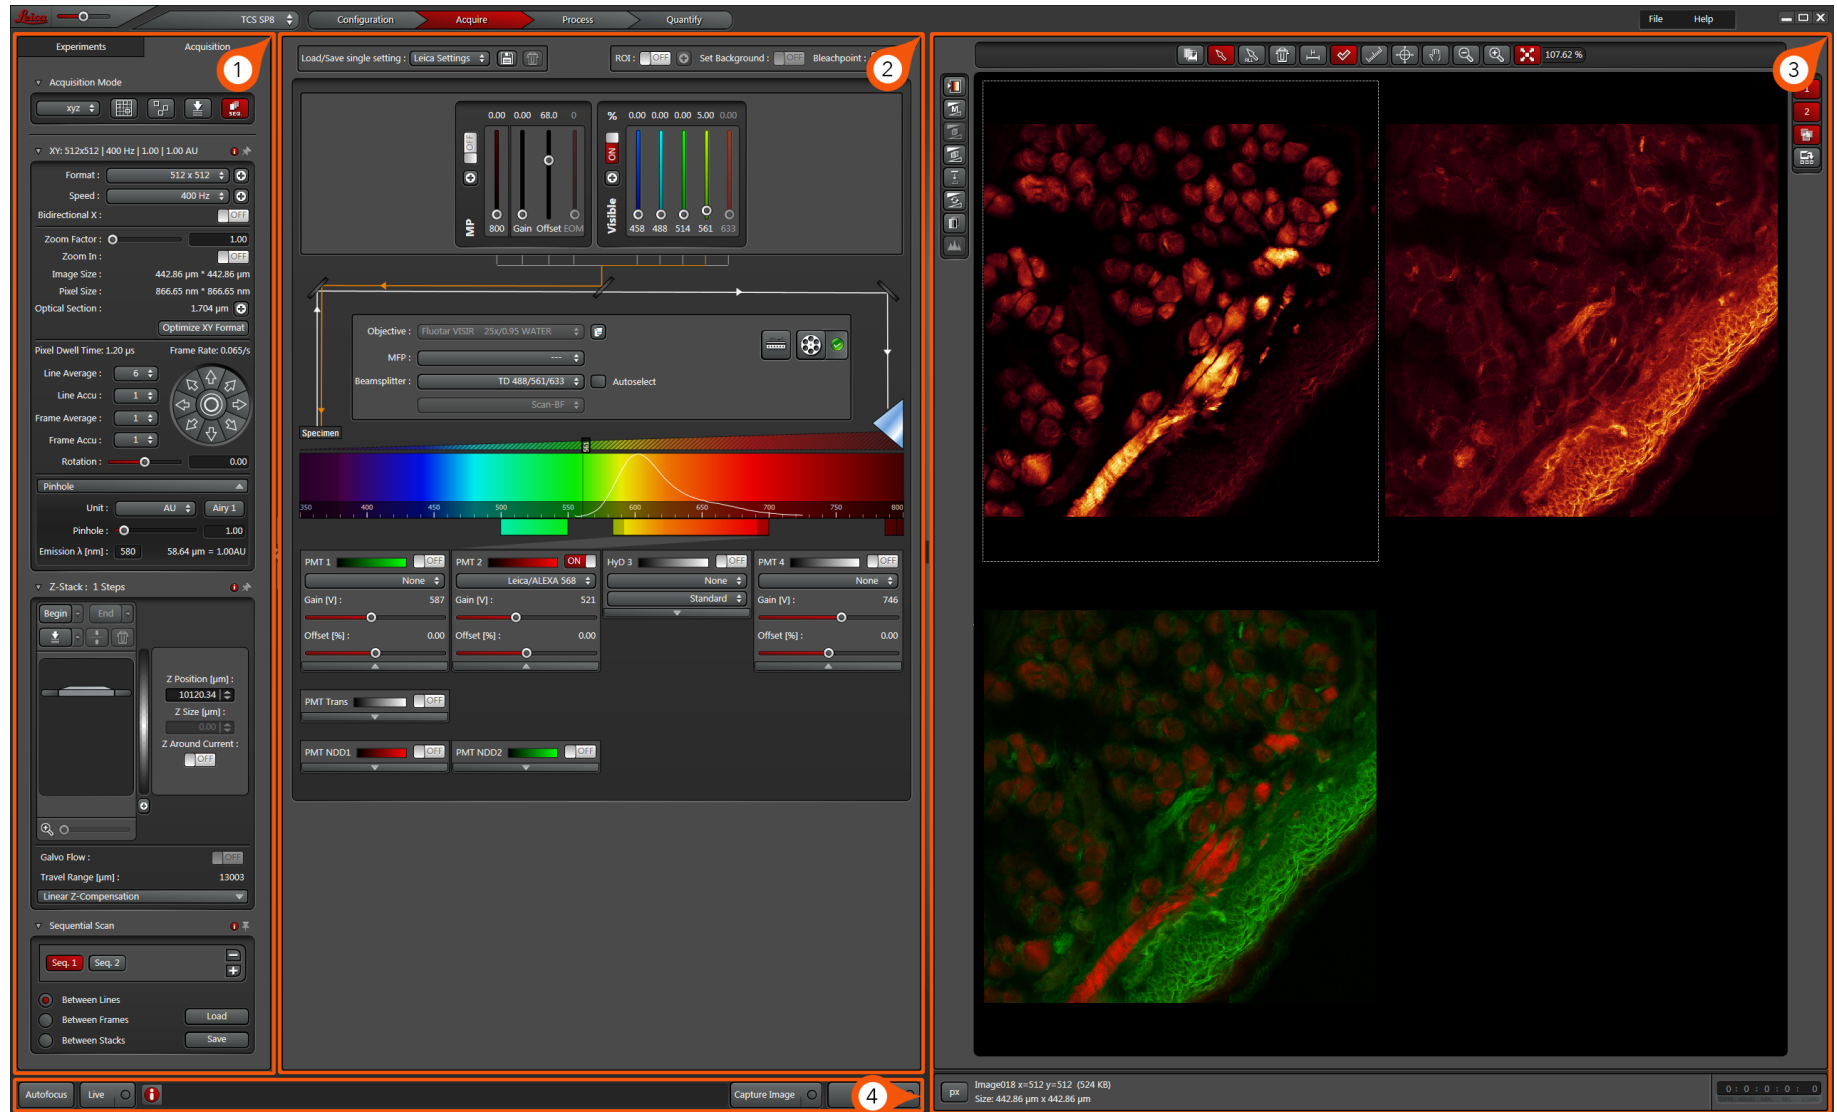 Leica
TCS SP8
Configuration
Acquire
Process
Quantify
File
Help
Experiments
Acquisition
1
Acquisition Mode
xyz
SEQ
XY: 512x512 | 400 Hz | 1.00 | 1.00 AU
Format : 512 x 512
Speed : 400 Hz
Bidirectional X : OFF
Zoom Factor : 1.00
Zoom In : OFF
Image Size : 442.86 µm * 442.86 µm
Pixel Size : 866.65 nm * 866.65 nm
Optical Section : 1.704 µm
Optimize XY Format
Pixel Dwell Time: 1.20 µs Frame Rate: 0.065/s
Line Average : 6
Line Accu : 1
Frame Average : 1
Frame Accu : 1
Rotation : 0.00
Pinhole
Unit : AU Airy 1
Pinhole : 1.00
Emission λ [nm] : 580 58.64 µm = 1.00AU
Z-Stack : 1 Steps
Begin End
Z Position [µm] :
10120.34
Z Size [µm] :
0.00
Z Around Current :
OFF
Galvo Flow : OFF
Travel Range [µm] : 13003
Linear Z-Compensation
Sequential Scan
Seq. 1 Seq. 2
Between Lines
Between Frames Load
Between Stacks Save
Load/Save single setting : Leica Settings
ROI : OFF Set Background : OFF Bleachpoint :
2
0.00 0.00 68.0 0
OFF
MP
800 Gain Offset EOM
% 0.00 0.00 0.00 5.00 0.00
ON
Visible
458 488 514 561 633
Objective : Fluotar VISIR 25x/0.95 WATER
MFP : ---
Beamsplitter : TD 488/561/633 Autoselect
Scan-BF
Specimen
561
350 400 450 500 550 600 650 700 750 800
PMT 1 OFF
None
Gain [V] : 587
Offset [%] : 0.00
PMT 2 ON
Leica/ALEXA 568
Gain [V] : 521
Offset [%] : 0.00
HyD 3 OFF
None
Standard
PMT 4 OFF
None
Gain [V] : 746
Offset [%] : 0.00
PMT Trans OFF
PMT NDD1 OFF
PMT NDD2 OFF
107.62 %
3
1
2
Autofocus
Live
Capture Image
4
px
Image018 x=512 y=512 (524 KB)
Size: 442.86 µm x 442.86 µm
0 : 0 : 0 : 0 : 0